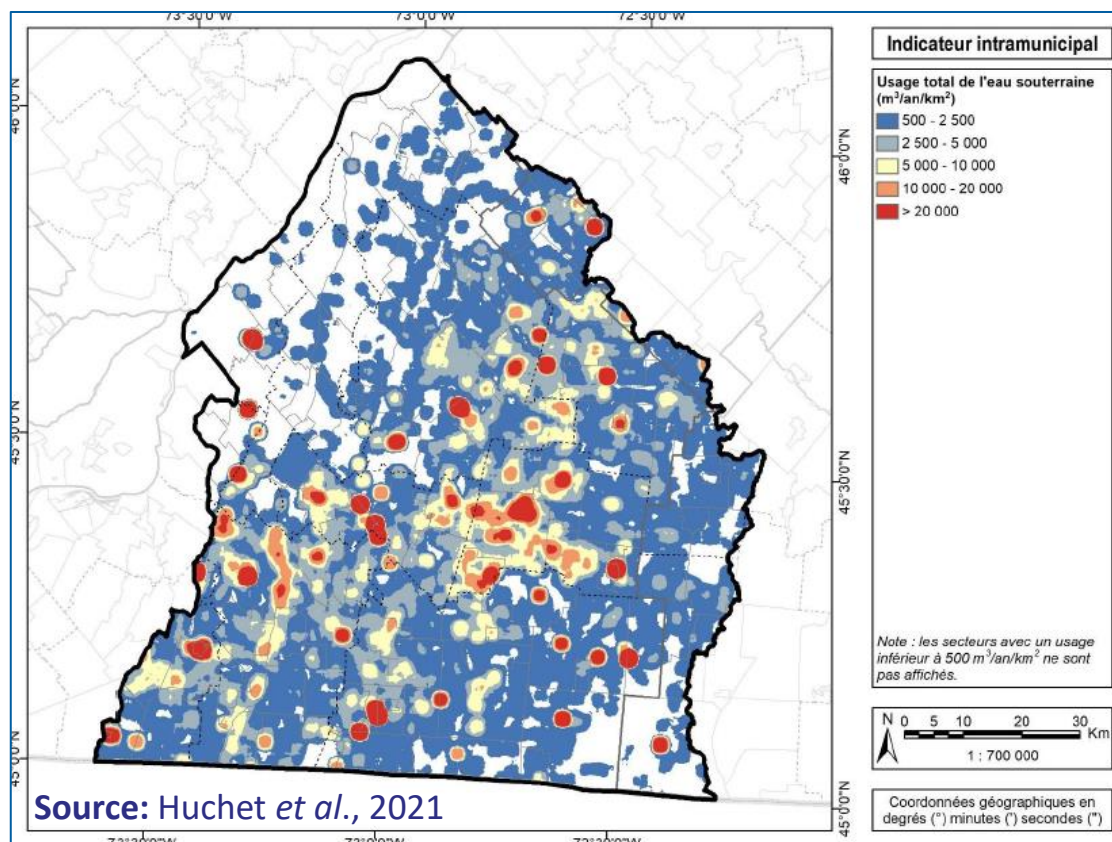 73°30'0"W 73°0'0"W 72°30'0"W
46°0'0"N
46°0'0"N
45°30'0"N
45°30'0"N
45°0'0"N
45°0'0"N
73°0'0"W
Indicateur intramunicipal
Usage total de l'eau souterraine
(m³/an/km²)
500 - 2 500
2 500 - 5 000
5 000 - 10 000
10 000 - 20 000
> 20 000
Note : les secteurs avec un usage
inférieur à 500 m³/an/km² ne sont
pas affichés.
N 0 5 10 20 30
Km
1 : 700 000
Coordonnées géographiques en
degrés (°) minutes (') secondes (")
Source: Huchet et al., 2021